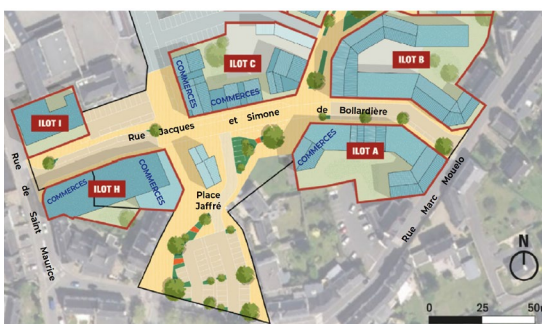 ILOT C
COMMERCES
COMMERCES
ILOT B
ILOT I
Rue Jacques et Simone de Bollardière
COMMERCES
ILOT A
Rue de Saint Maurice
COMMERCES
ILOT H
COMMERCES
Place
Jaffré
Rue Marc Mouelo
N
0 25 50